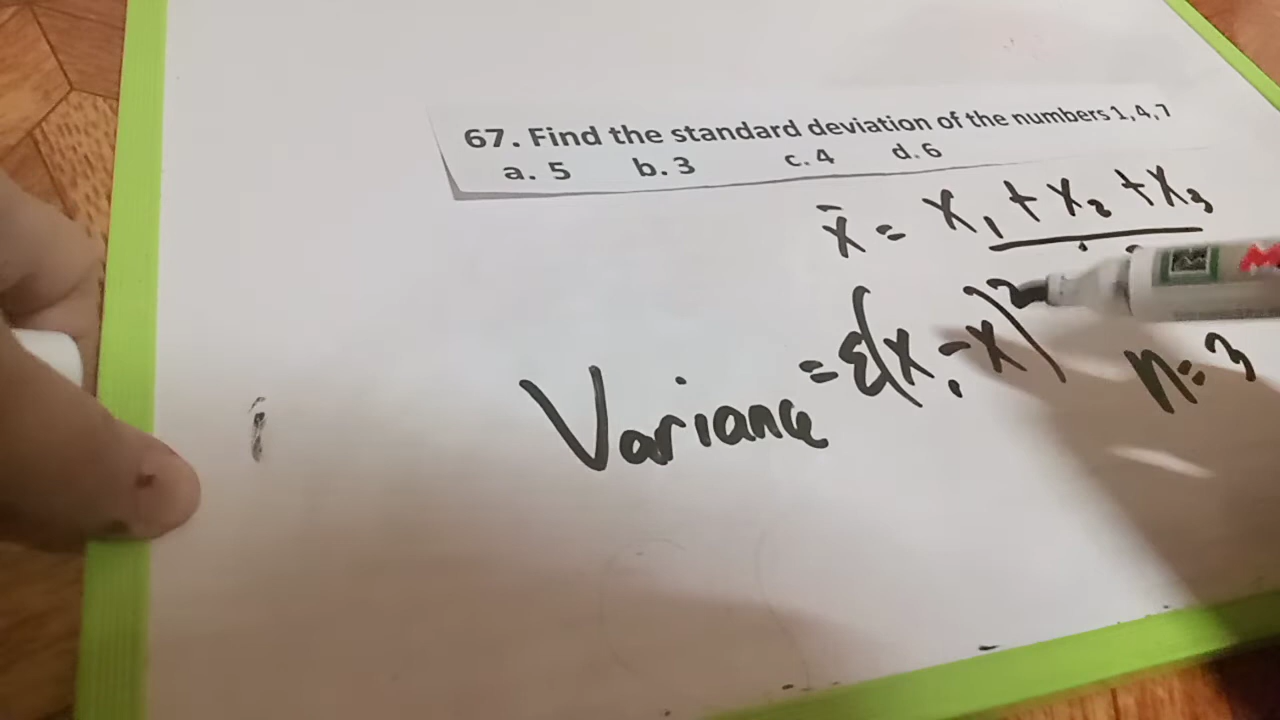 67. Find the standard deviation of the numbers 1, 4, 7
a. 5 b. 3 c. 4 d. 6
x̄ = x₁ + x₂ + x₃
Variance = Σ(xᵢ - x)²
n = 3